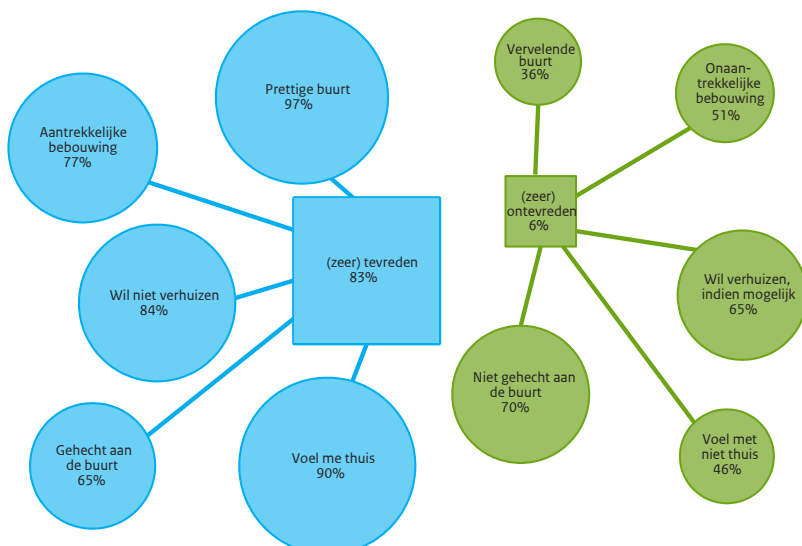 Prettige buurt
97%
Aantrekkelijke
bebouwing
77%
(zeer) tevreden
83%
Wil niet verhuizen
84%
Gehecht aan
de buurt
65%
Voel me thuis
90%
Vervelende
buurt
36%
Onaan-
trekkelijke
bebouwing
51%
(zeer)
ontevreden
6%
Wil verhuizen,
indien mogelijk
65%
Niet gehecht aan
de buurt
70%
Voel met
niet thuis
46%